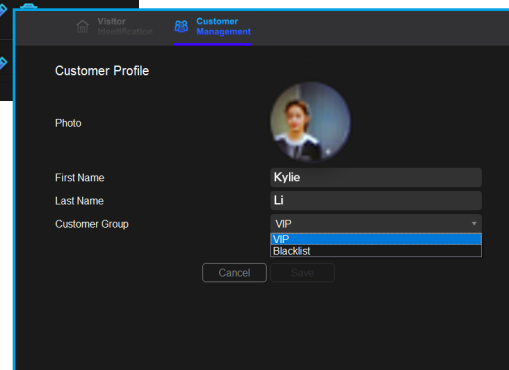 Visitor
Identification
Customer
Management
Customer Profile
Photo
First Name
Kylie
Last Name
Li
Customer Group
VIP
VIP
Blacklist
Cancel
Save